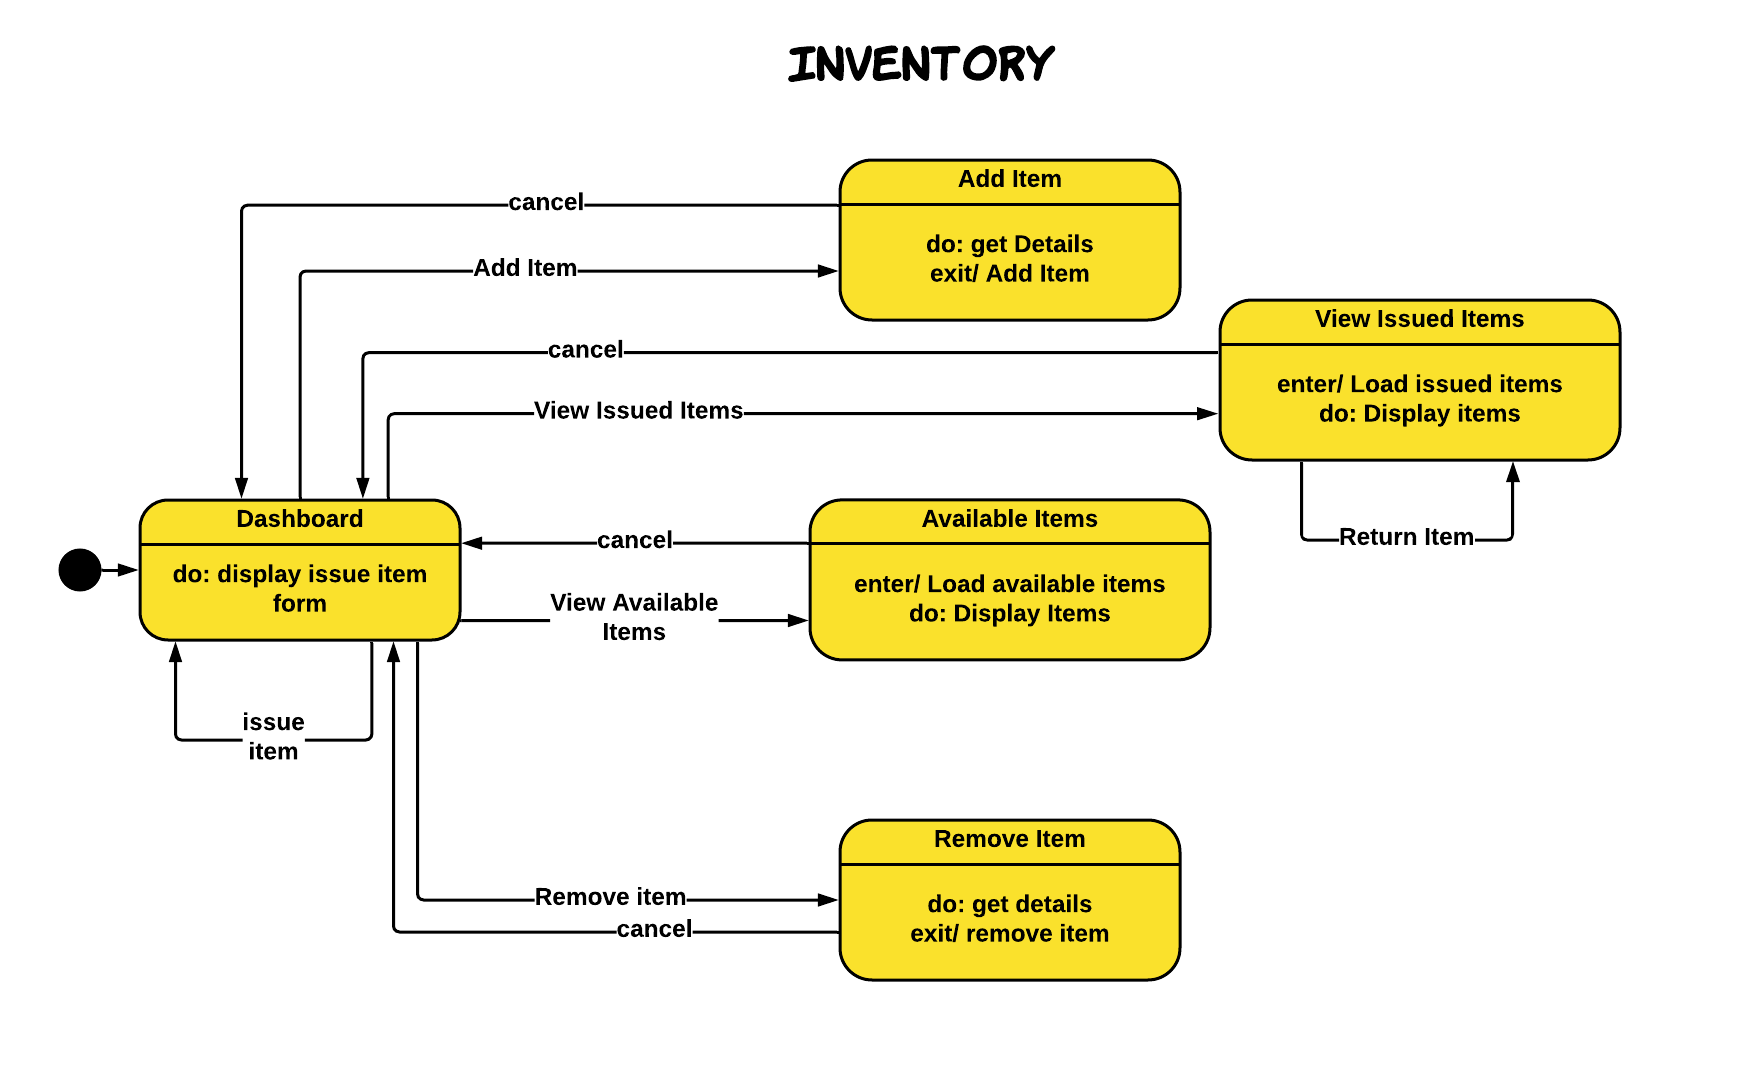 INVENTORY
Add Item
do: get Details
exit/ Add Item
cancel
Add Item
View Issued Items
enter/ Load issued items
do: Display items
cancel
View Issued Items
Return Item
Dashboard
do: display issue item
form
cancel
View Available
Items
Available Items
enter/ Load available items
do: Display Items
issue
item
Remove item
cancel
Remove Item
do: get details
exit/ remove item